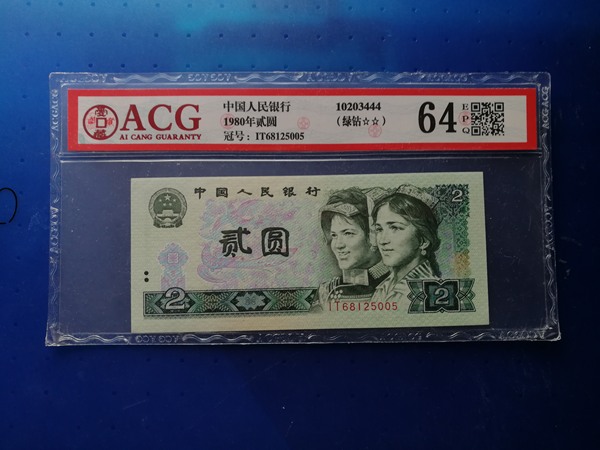 ACG
AI CANG GUARANTY
中国人民银行
1980年贰圆
冠号: IT68125005
10203444
(绿钻☆☆)
64
E
P
Q
中国人民银行
2
贰圆
2
2
IT68125005